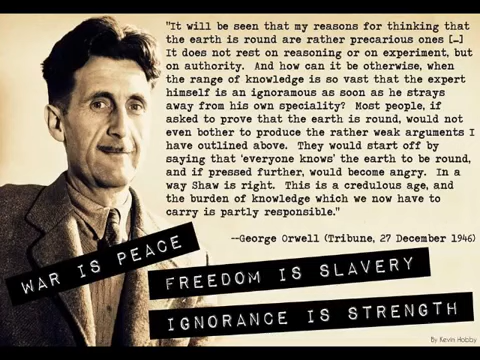 "It will be seen that my reasons for thinking that
the earth is round are rather precarious ones […]
It does not rest on reasoning or on experiment, but
on authority.  And how can it be otherwise, when
the range of knowledge is so vast that the expert
himself is an ignoramus as soon as he strays
away from his own speciality?  Most people, if
asked to prove that the earth is round, would not
even bother to produce the rather weak arguments I
have outlined above.  They would start off by
saying that 'everyone knows' the earth to be round,
and if pressed further, would become angry.  In a
way Shaw is right.  This is a credulous age, and
the burden of knowledge which we now have to
carry is partly responsible."
--George Orwell (Tribune, 27 December 1946)
WAR IS PEACE
FREEDOM IS SLAVERY
IGNORANCE IS STRENGTH
By Kevin Hobby